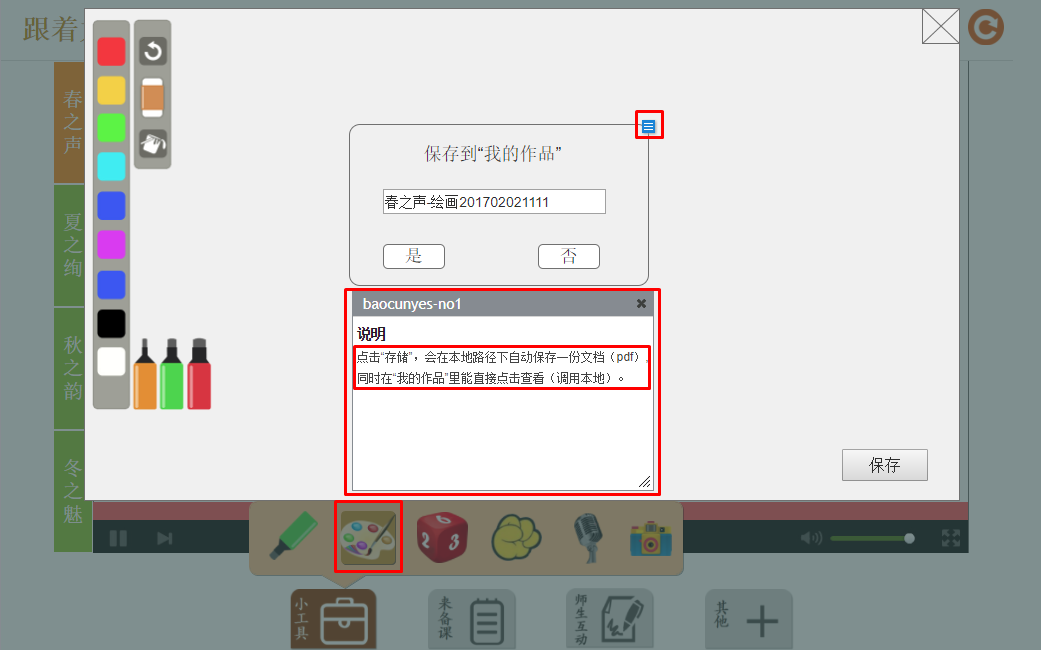 跟着
春之声
夏之绚
秋之韵
冬之魅
保存到“我的作品”
春之声-绘画201702021111
是
否
baocunyes-no1
说明
点击“存储”，会在本地路径下自动保存一份文档（pdf），
同时在“我的作品”里能直接点击查看（调用本地）。
保存
6
2 3
小工具
来备课
师生互动
其他